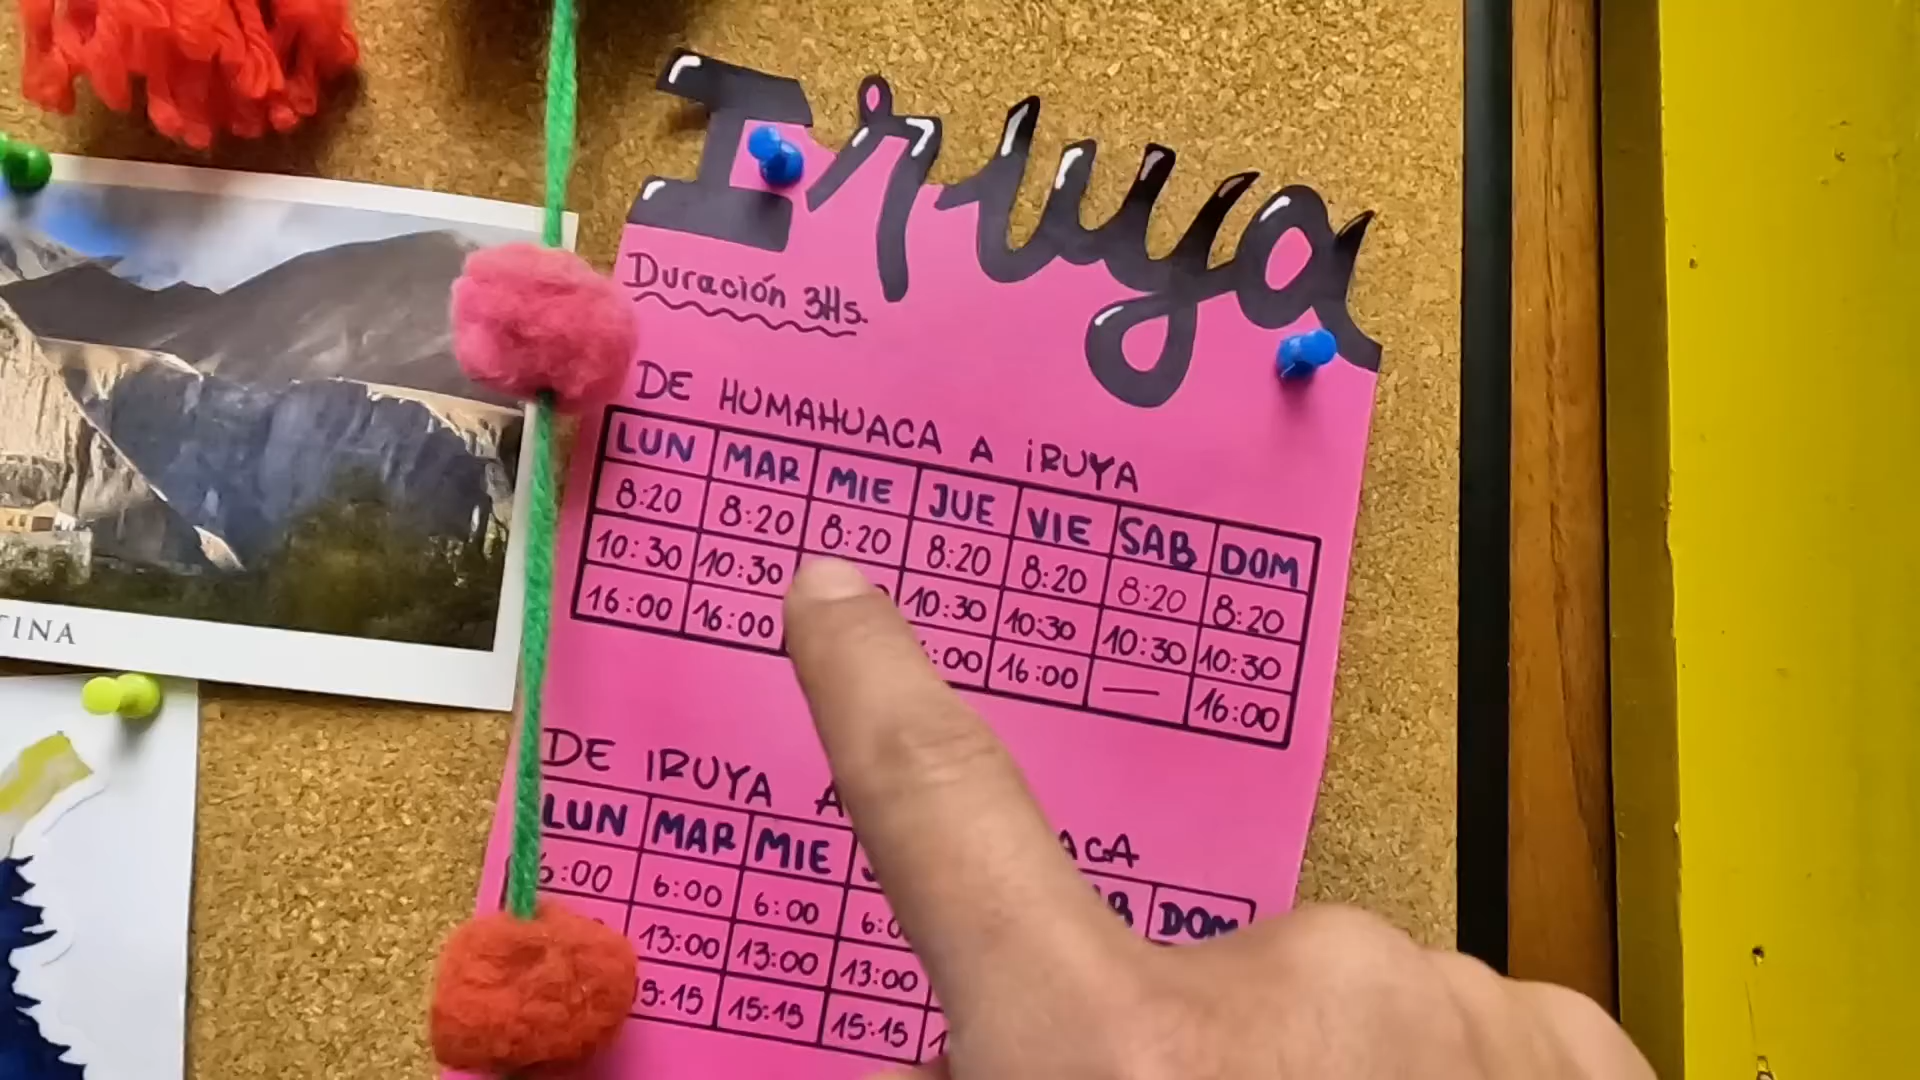 Iruya
Duración 3Hs.
DE HUMAHUACA A iRUYA
LUN MAR MIE JUE VIE SAB DOM
8:20 8:20 8:20 8:20 8:20 8:20 8:20
10:30 10:30 10:30 10:30 10:30 10:30
16:00 16:00 :00 16:00 — 16:00
DE IRUYA A
LUN MAR MIE DOM
6:00 6:00 6:00
13:00 13:00 13:00
15:15 15:15
TINA